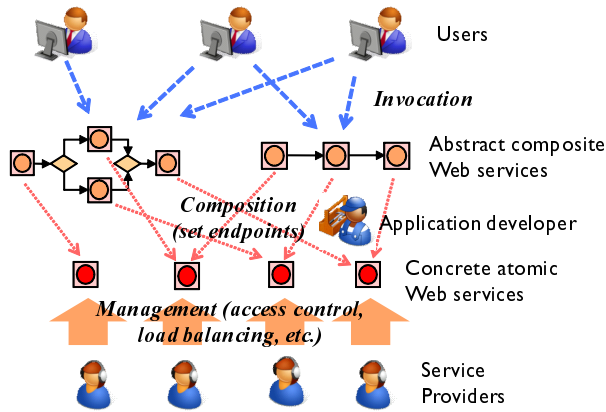 Users
Invocation
Abstract composite
Web services
Composition
(set endpoints)
Application developer
Concrete atomic
Web services
Management (access control,
load balancing, etc.)
Service
Providers